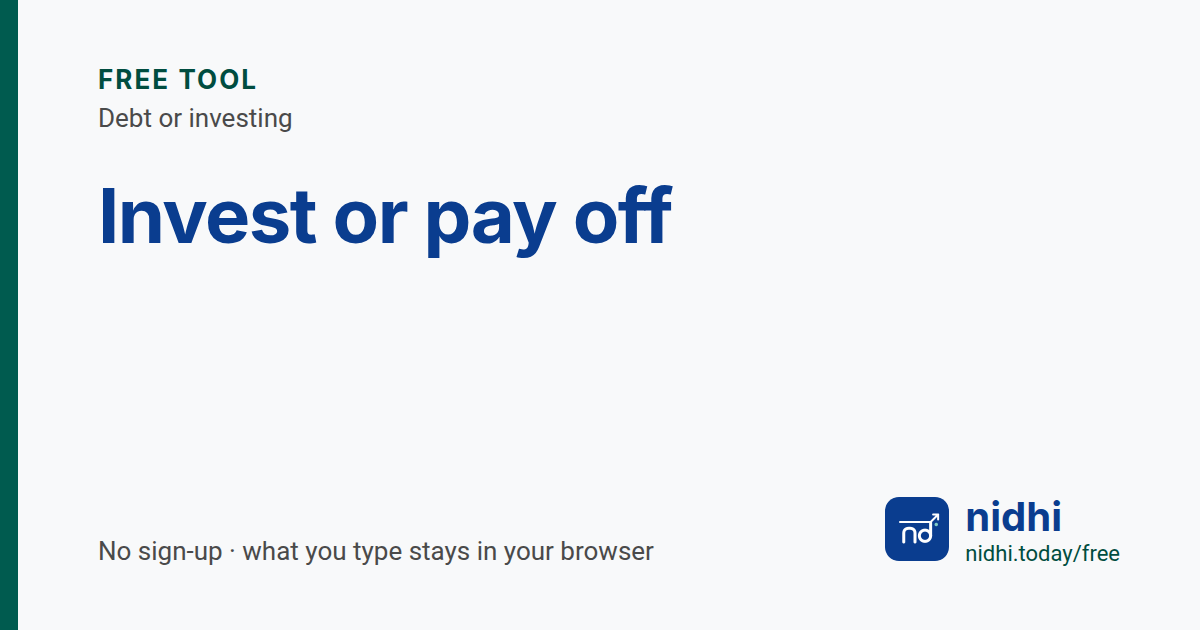 FREE TOOL
Debt or investing
Invest or pay off
No sign-up · what you type stays in your browser
nd
nidhi
nidhi.today/free